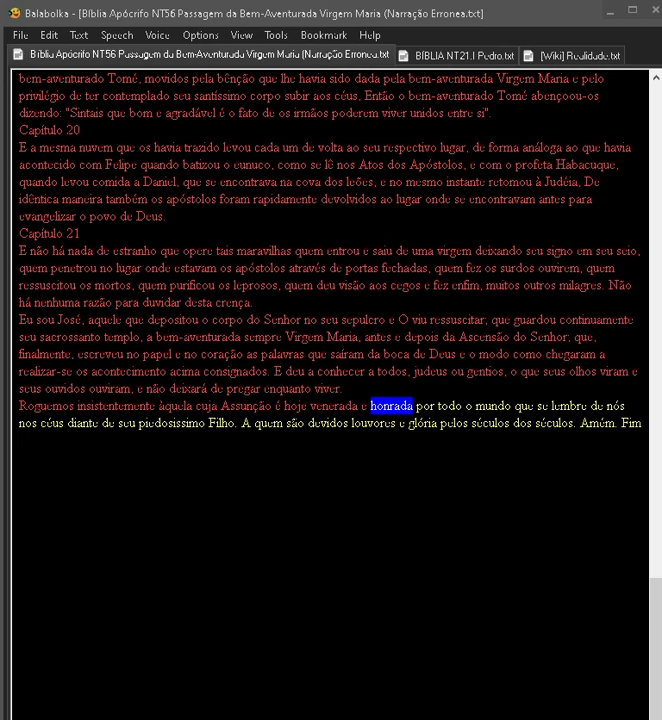 Balabolka - [Bíblia Apócrifo NT56 Passagem da Bem-Aventurada Virgem Maria (Narração Erronea.txt]
File Edit Text Speech Voice Options View Tools Bookmark Help
Bíblia Apócrifo NT56 Passagem da Bem-Aventurada Virgem Maria (Narração Erronea.txt BÍBLIA NT21.I Pedro.txt [Wiki] Realidade.txt
bem-aventurado Tomé, movidos pela bênção que lhe havia sido dada pela bem-aventurada Virgem Maria e pelo
privilégio de ter contemplado seu santíssimo corpo subir aos céus, Então o bem-aventurado Tomé abençoou-os
dizendo: "Sintais que bom e agradável é o fato de os irmãos poderem viver unidos entre si".
Capítulo 20
E a mesma nuvem que os havia trazido levou cada um de volta ao seu respectivo lugar, de forma análoga ao que havia
acontecido com Felipe quando batizou o eunuco, como se lê nos Atos dos Apóstolos, e com o profeta Habacuque,
quando levou comida a Daniel, que se encontrava na cova dos leões, e no mesmo instante retomou à Judéia, De
idêntica maneira também os apóstolos foram rapidamente devolvidos ao lugar onde se encontravam antes para
evangelizar o povo de Deus.
Capítulo 21
E não há nada de estranho que opere tais maravilhas quem entrou e saiu de uma virgem deixando seu signo em seu seio,
quem penetrou no lugar onde estavam os apóstolos através de portas fechadas, quem fez os surdos ouvirem, quem
ressuscitou os mortos, quem purificou os leprosos, quem deu visão aos cegos e fez enfim, muitos outros milagres. Não
há nenhuma razão para duvidar desta crença.
Eu sou José, aquele que depositou o corpo do Senhor no seu sepulcro e O viu ressuscitar; que guardou continuamente
seu sacrossanto templo, a bem-aventurada sempre Virgem Maria, antes e depois da Ascensão do Senhor; que,
finalmente, escreveu no papel e no coração as palavras que saíram da boca de Deus e o modo como chegaram a
realizar-se os acontecimento acima consignados. E deu a conhecer a todos, judeus ou gentios, o que seus olhos viram e
seus ouvidos ouviram, e não deixará de pregar enquanto viver.
Roguemos insistentemente àquela cuja Assunção é hoje venerada e honrada por todo o mundo que se lembre de nós
nos céus diante de seu piedosissimo Filho. A quem são devidos louvores e glória pelos séculos dos séculos. Amém. Fim